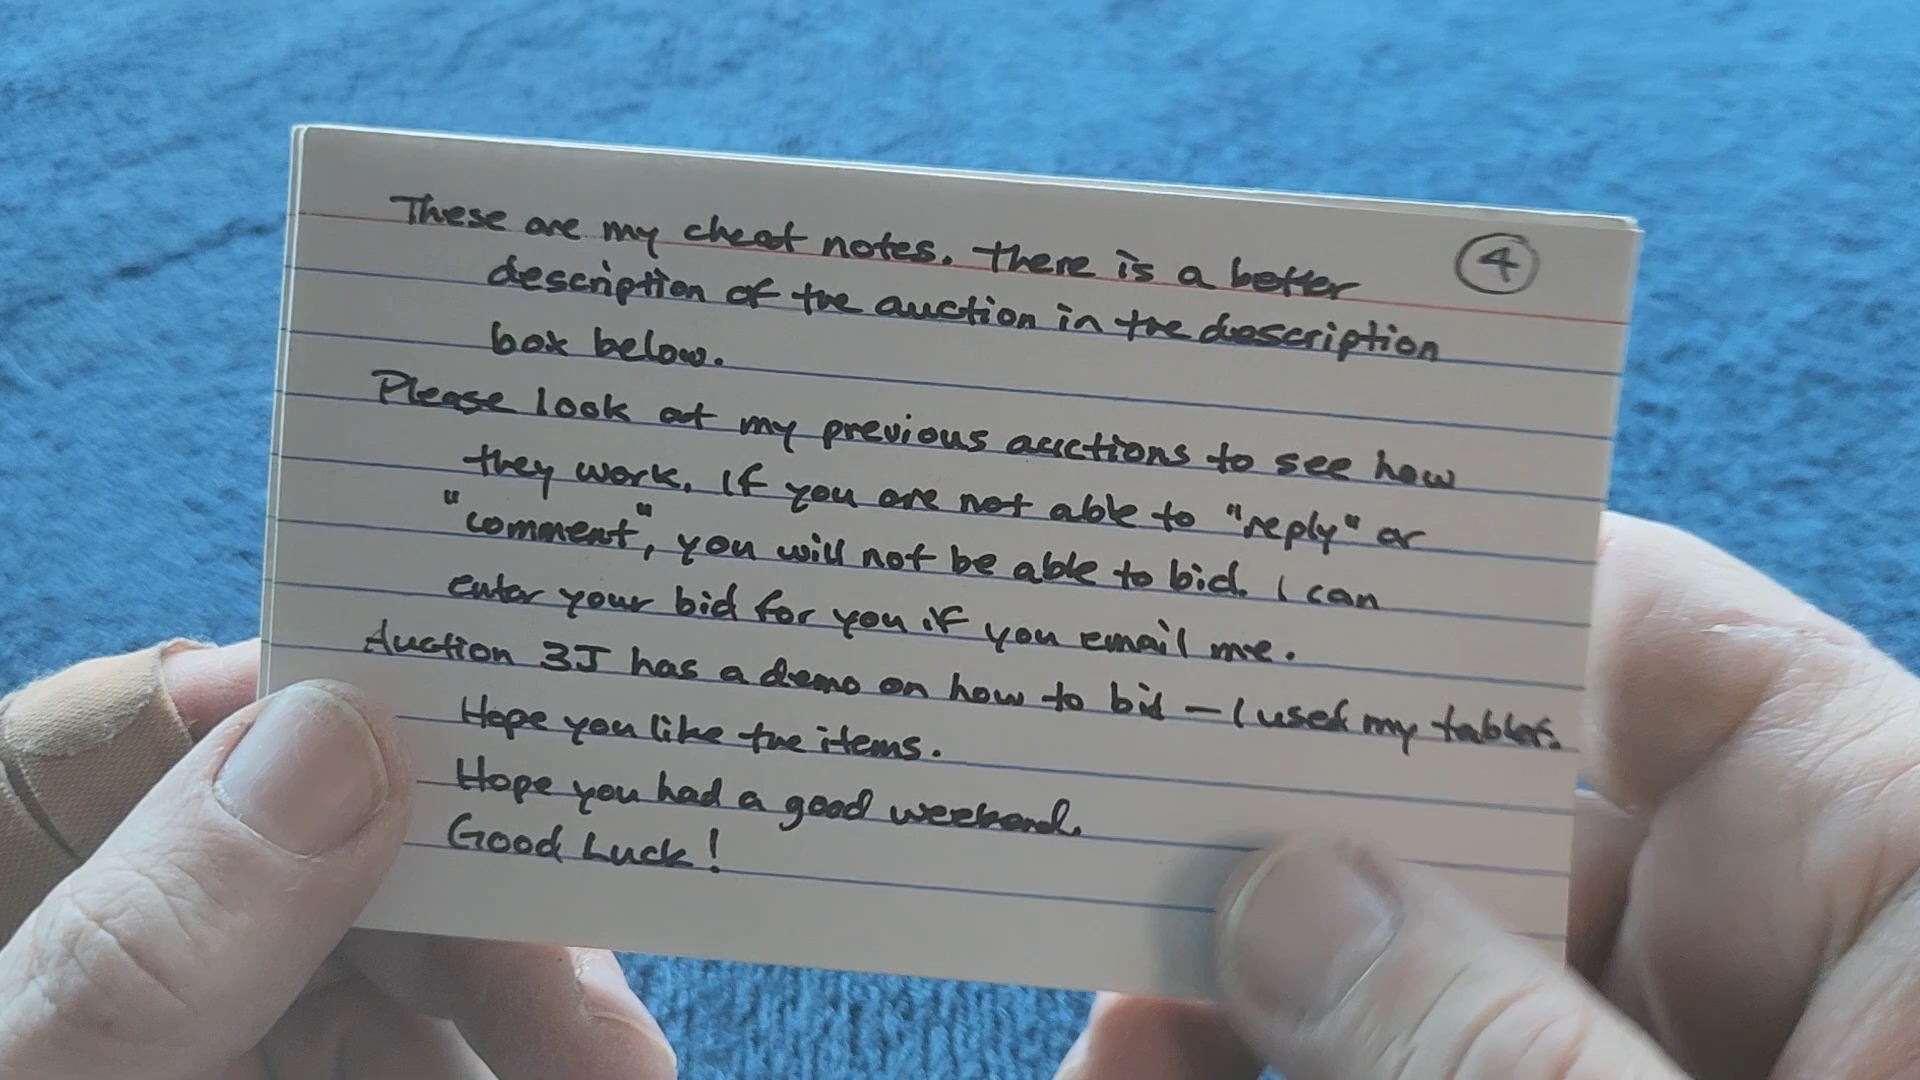 These are my cheat notes. There is a better
4
description of the auction in the description
box below.
Please look at my previous auctions to see how
they work. If you are not able to "reply" or
"comment", you will not be able to bid. I can
enter your bid for you if you email me.
Auction 3J has a demo on how to bid – I used my tablet.
Hope you like the items.
Hope you had a good weekend.
Good Luck!